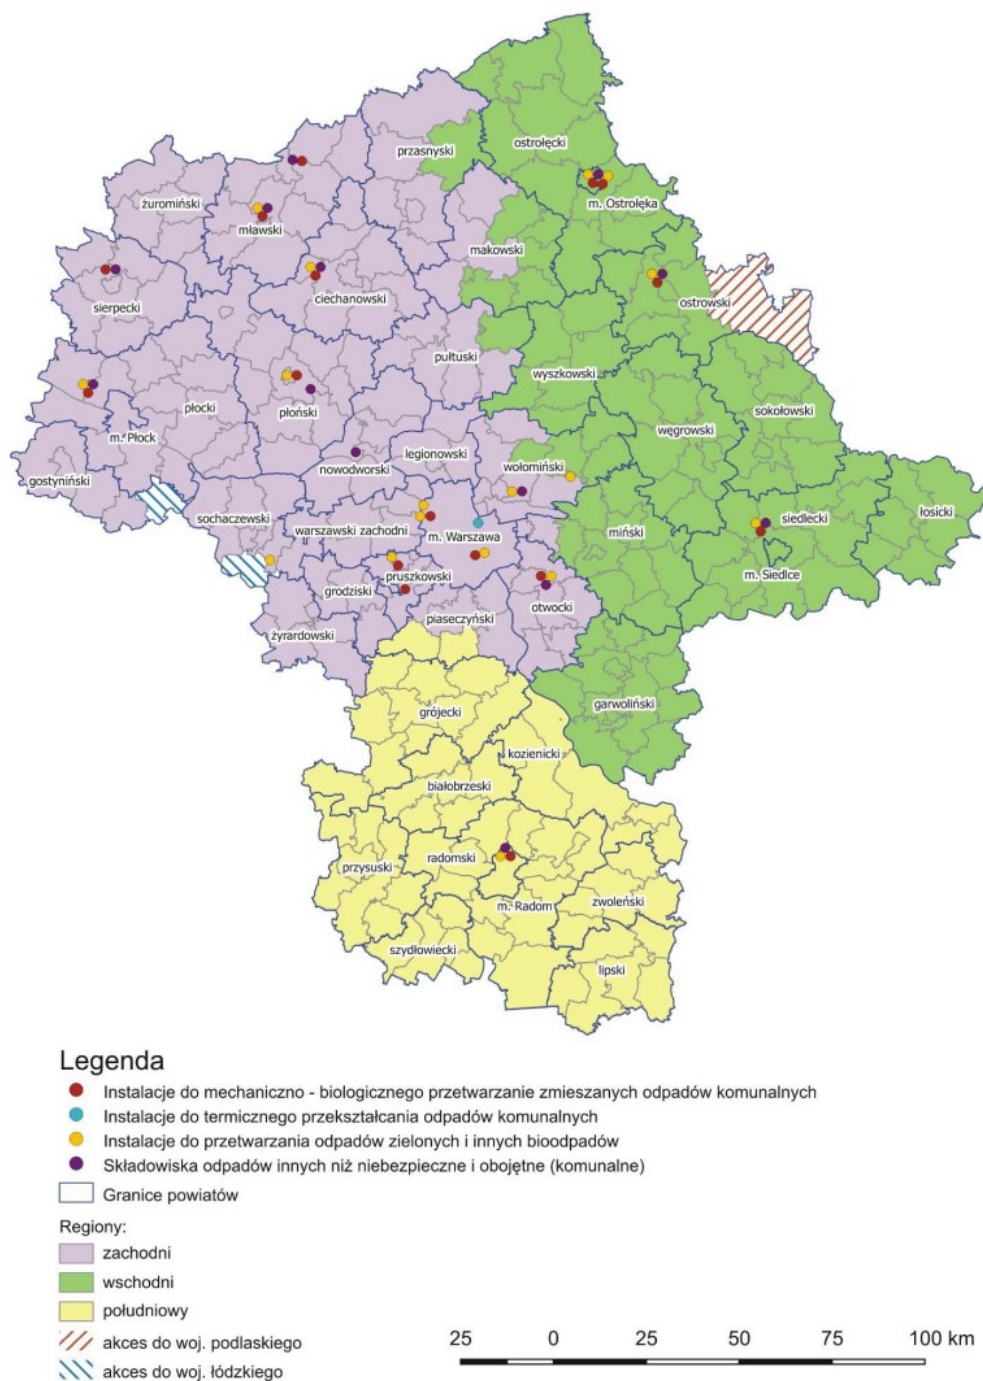 ostrołęcki
przasnyski
m. Ostrołęka
żuromiński
mławski
makowski
ciechanowski
ostrowski
sierpecki
pułtuski
wyszkowski
sokołowski
płocki
płoński
węgrowski
m. Płock
legionowski
nowodworski
wołomiński
gostyniński
łosicki
sochaczewski
siedlecki
warszawski zachodni
m. Warszawa
miński
pruszkowski
m. Siedlce
grodziski
otwocki
piaseczyński
żyrardowski
garwoliński
grójecki
kozienicki
białobrzeski
radomski
przysuski
zwoleński
m. Radom
szydłowiecki
lipski
Legenda
Instalacje do mechaniczno - biologicznego przetwarzanie zmieszanych odpadów komunalnych
Instalacje do termicznego przekształcania odpadów komunalnych
Instalacje do przetwarzania odpadów zielonych i innych bioodpadów
Składowiska odpadów innych niż niebezpieczne i obojętne (komunalne)
Granice powiatów
Regiony:
zachodni
wschodni
południowy
akces do woj. podlaskiego
akces do woj. łódzkiego
25 0 25 50 75 100 km